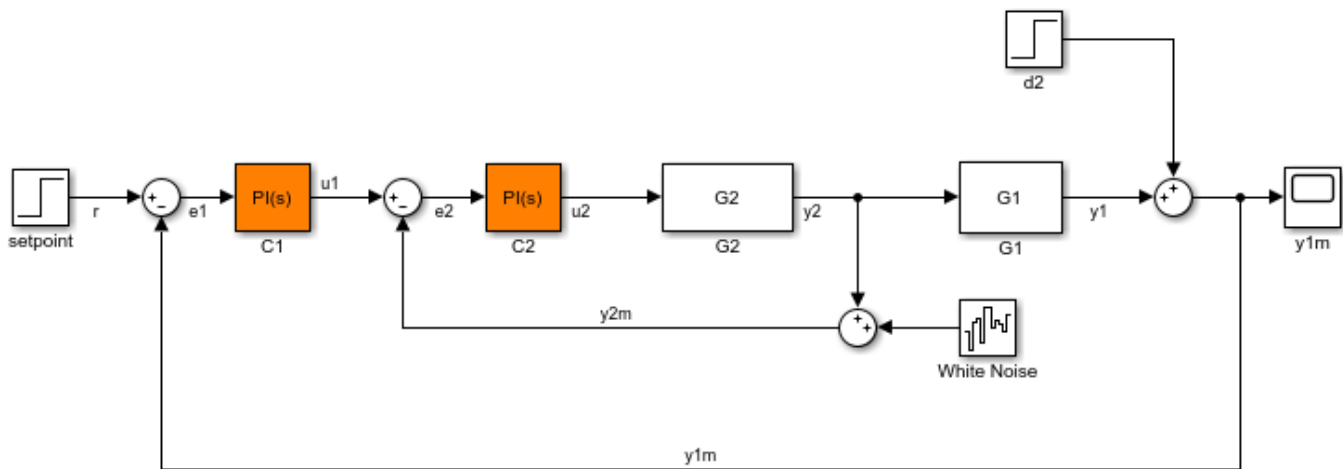 d2
setpoint
r
e1
PI(s)
C1
u1
e2
PI(s)
C2
u2
G2
G2
y2
G1
G1
y1
y1m
y2m
White Noise
y1m
+
−
+
−
+
+
+
+